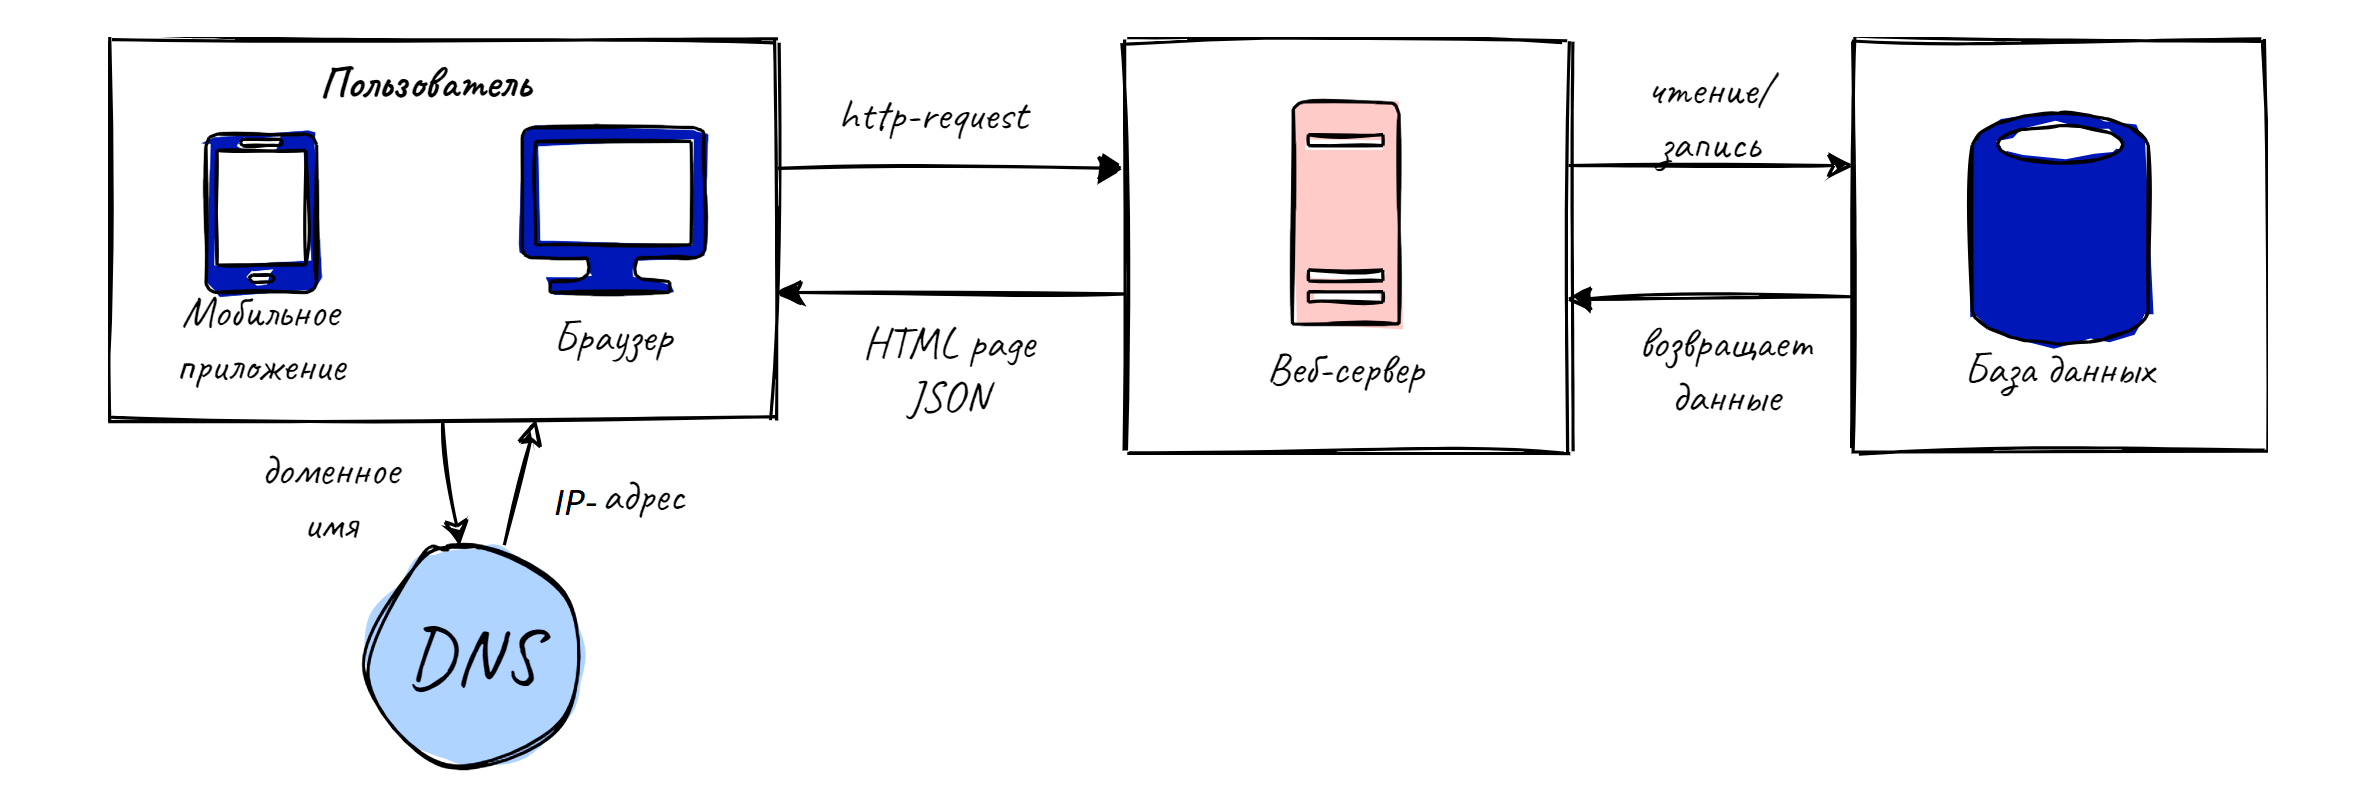 Пользователь
Мобильное
приложение
Браузер
http-request
HTML page
JSON
Веб-сервер
чтение/
запись
возвращает
данные
База данных
доменное
имя
IP- адрес
DNS